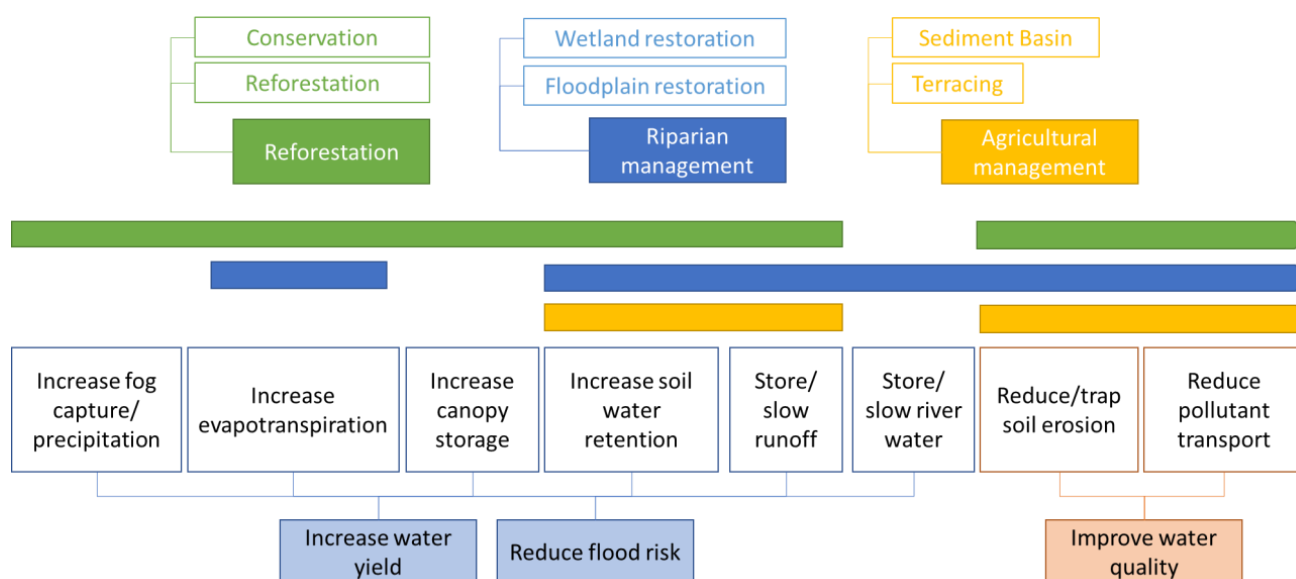 Conservation
Reforestation
Reforestation
Wetland restoration
Floodplain restoration
Riparian
management
Sediment Basin
Terracing
Agricultural
management
Increase fog
capture/
precipitation
Increase
evapotranspiration
Increase
canopy
storage
Increase soil
water
retention
Store/
slow
runoff
Store/
slow river
water
Reduce/trap
soil erosion
Reduce
pollutant
transport
Increase water
yield
Reduce flood risk
Improve water
quality